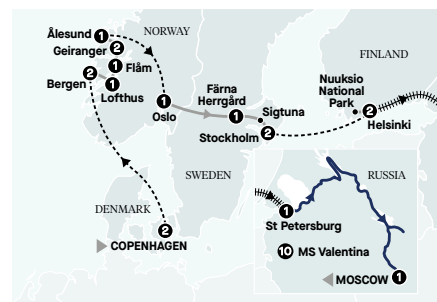 Ålesund 1
NORWAY
Geiranger 2
FINLAND
1 Flåm
Bergen 2
1
Lofthus
1
Oslo
Färna
Herrgård
1
Sigtuna
Stockholm 2
Nuuksio
National
Park
2
Helsinki
SWEDEN
DENMARK
2
COPENHAGEN
RUSSIA
1
St Petersburg
10 MS Valentina
MOSCOW 1